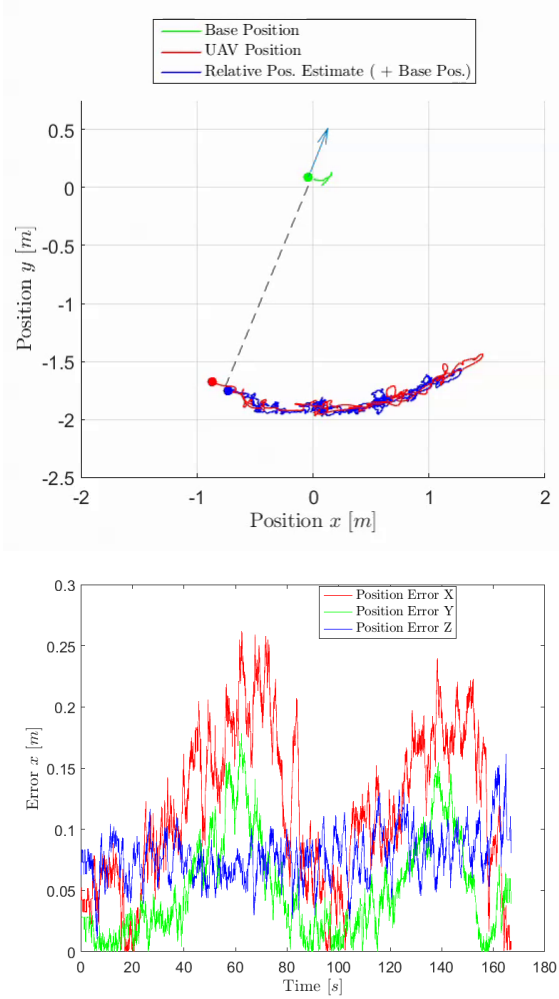 Base Position
UAV Position
Relative Pos. Estimate ( + Base Pos.)
0.5
0
-0.5
-1
-1.5
-2
-2.5
Position y [m]
-2
-1
0
1
2
Position x [m]
0.3
0.25
0.2
0.15
0.1
0.05
0
Error x [m]
Position Error X
Position Error Y
Position Error Z
0
20
40
60
80
100
120
140
160
180
Time [s]